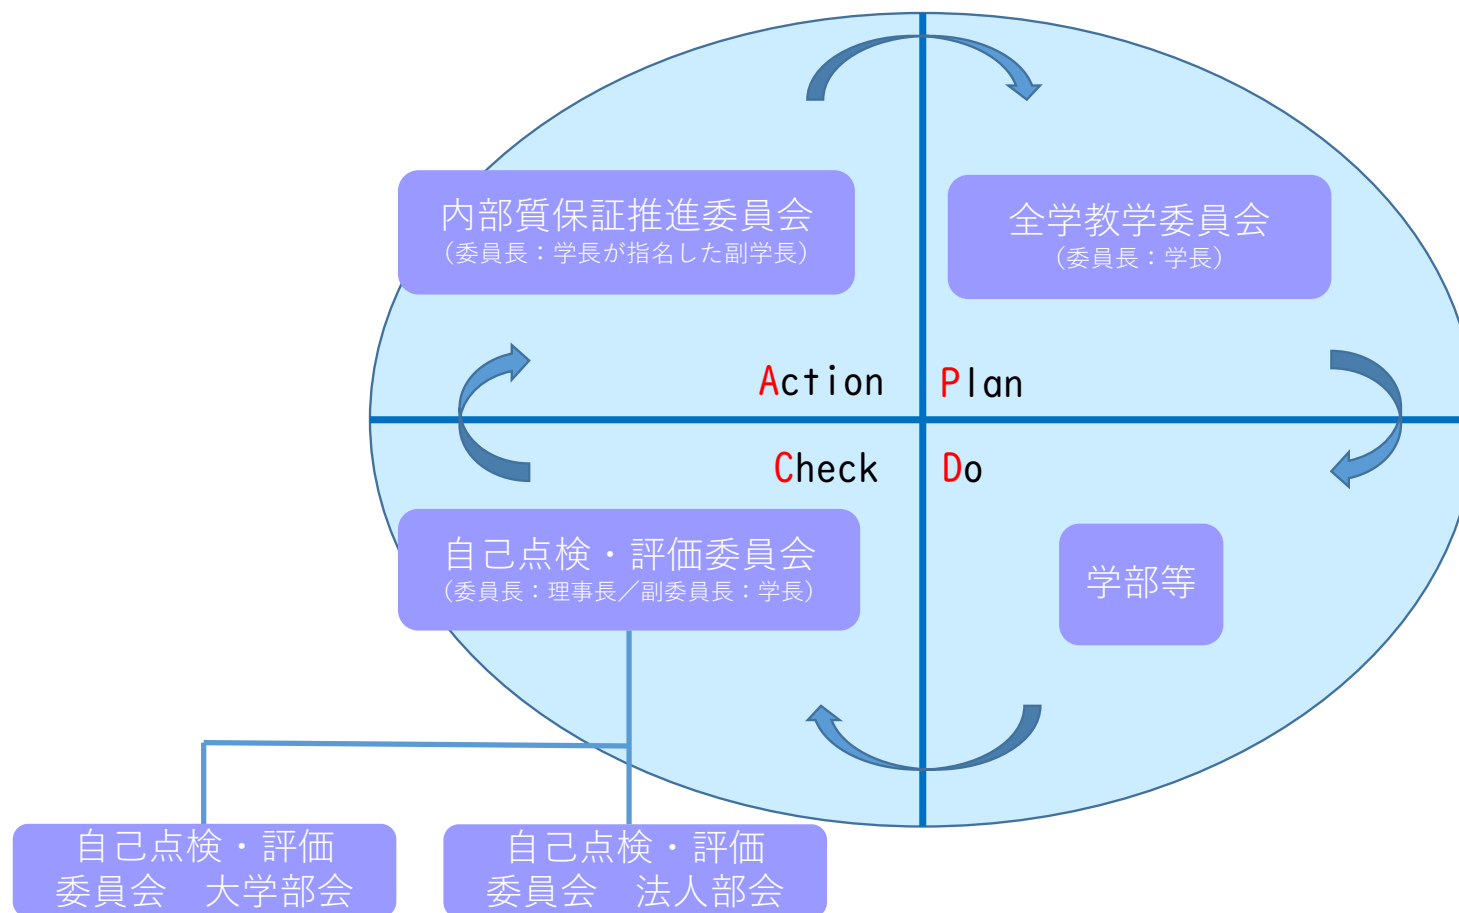 内部質保証推進委員会
（委員長：学長が指名した副学長）
全学教学委員会
（委員長：学長）
Action
Plan
Check
Do
自己点検・評価委員会
（委員長：理事長／副委員長：学長）
学部等
自己点検・評価
委員会　大学部会
自己点検・評価
委員会　法人部会